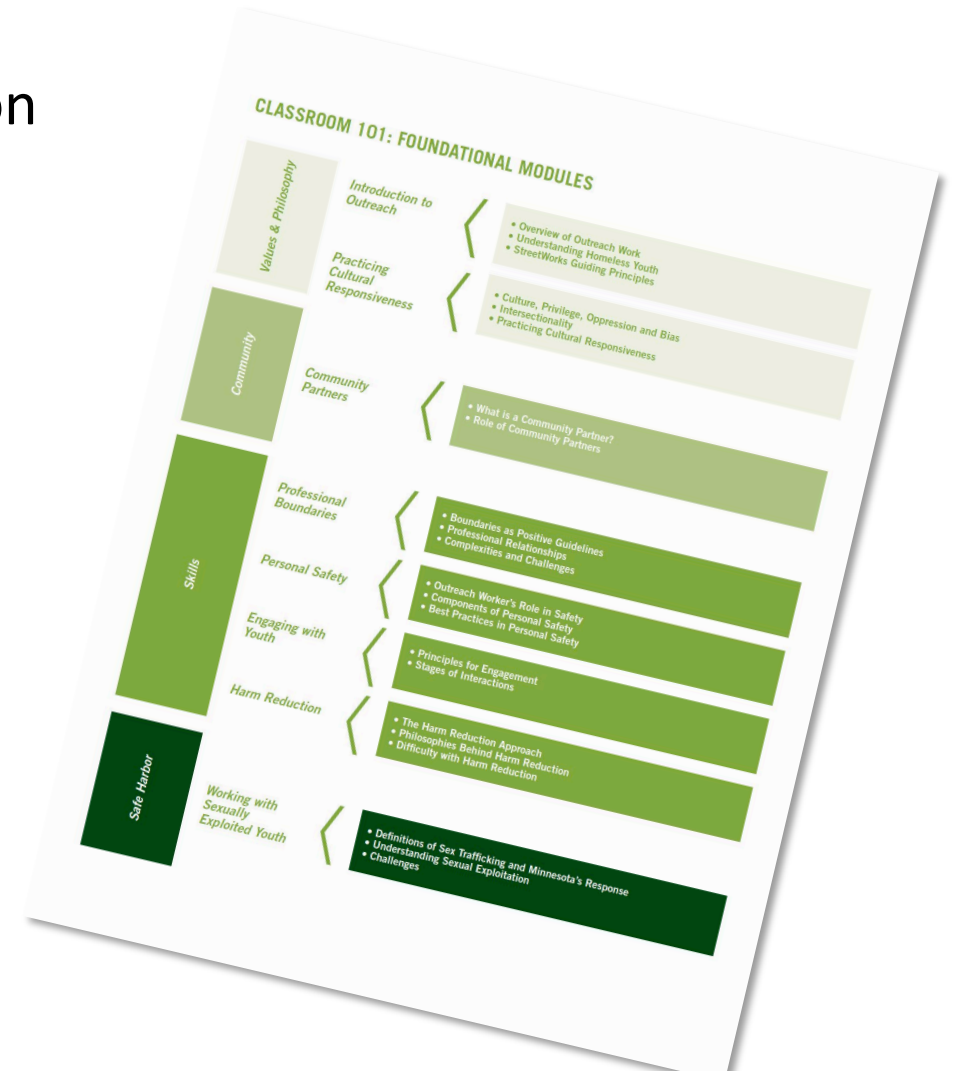 on
CLASSROOM 101: FOUNDATIONAL MODULES
Values & Philosophy
Introduction to
Outreach
• Overview of Outreach Work
• Understanding Homeless Youth
• StreetWorks Guiding Principles
Practicing
Cultural
Responsiveness
• Culture, Privilege, Oppression and Bias
• Intersectionality
• Practicing Cultural Responsiveness
Community
Community
Partners
• What is a Community Partner?
• Role of Community Partners
Skills
Professional
Boundaries
• Boundaries as Positive Guidelines
• Professional Relationships
• Complexities and Challenges
Personal Safety
• Outreach Worker's Role in Safety
• Components of Personal Safety
• Best Practices in Personal Safety
Engaging with
Youth
• Principles for Engagement
• Stages of Interactions
Harm Reduction
• The Harm Reduction Approach
• Philosophies Behind Harm Reduction
• Difficulty with Harm Reduction
Safe Harbor
Working with
Sexually
Exploited Youth
• Definitions of Sex Trafficking and Minnesota's Response
• Understanding Sexual Exploitation
• Challenges